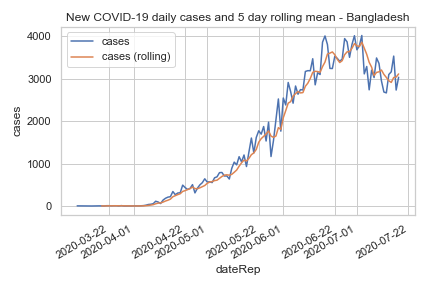 New COVID-19 daily cases and 5 day rolling mean - Bangladesh
cases
cases (rolling)
4000
3000
2000
1000
0
cases
2020-03-22
2020-04-01
2020-04-22
2020-05-01
2020-05-22
2020-06-01
2020-06-22
2020-07-01
2020-07-22
dateRep